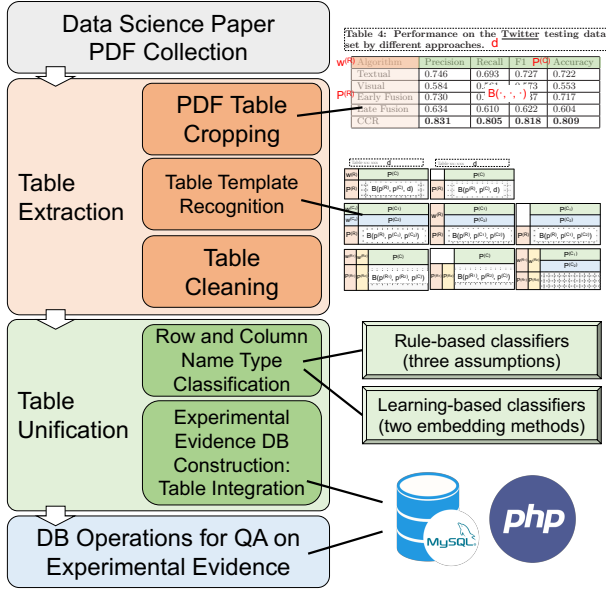 Data Science Paper
PDF Collection
Table
Extraction
PDF Table
Cropping
Table Template
Recognition
Table
Cleaning
Table
Unification
Row and Column
Name Type
Classification
Experimental
Evidence DB
Construction:
Table Integration
DB Operations for QA on
Experimental Evidence
Table 4: Performance on the Twitter testing data
set by different approaches. d
w(R) P(C)
Algorithm Precision Recall F1 Accuracy
Textual 0.746 0.693 0.727 0.722
Visual 0.584 0.553
P(R) B(·, ·, ·)
Early Fusion 0.730 0.717
Late Fusion 0.634 0.610 0.622 0.604
CCR 0.831 0.805 0.818 0.809
w(R) P(C) P(C)
P(R) B(p(R), p(C), d) P(R) B(p(R), p(C), d)
Rule-based classifiers
(three assumptions)
Learning-based classifiers
(two embedding methods)
MySQL
php